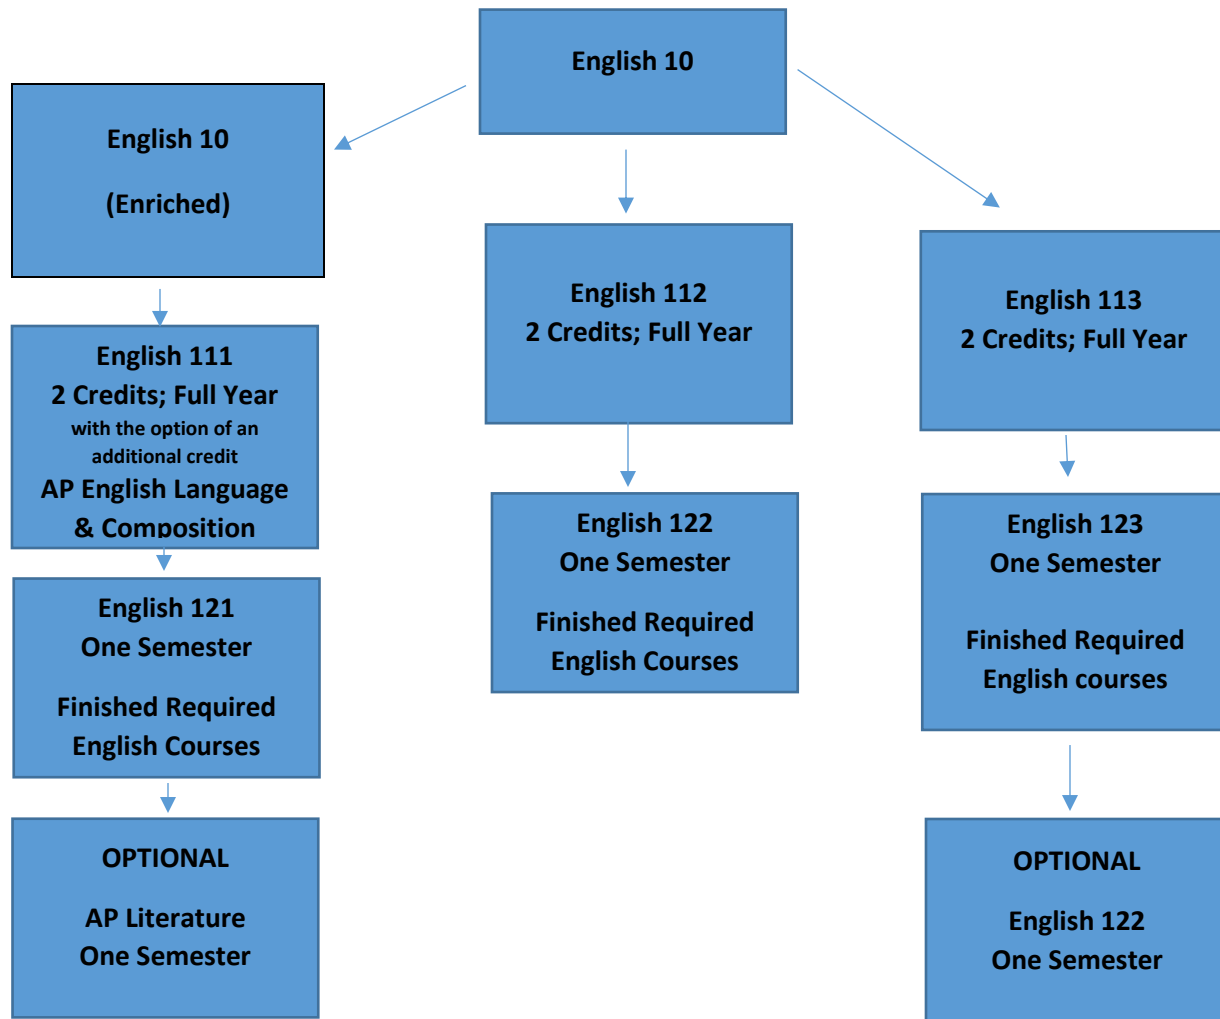 English 10
English 10
(Enriched)
English 111
2 Credits; Full Year
with the option of an
additional credit
AP English Language
& Composition
English 121
One Semester
Finished Required
English Courses
OPTIONAL
AP Literature
One Semester
English 112
2 Credits; Full Year
English 122
One Semester
Finished Required
English Courses
English 113
2 Credits; Full Year
English 123
One Semester
Finished Required
English courses
OPTIONAL
English 122
One Semester